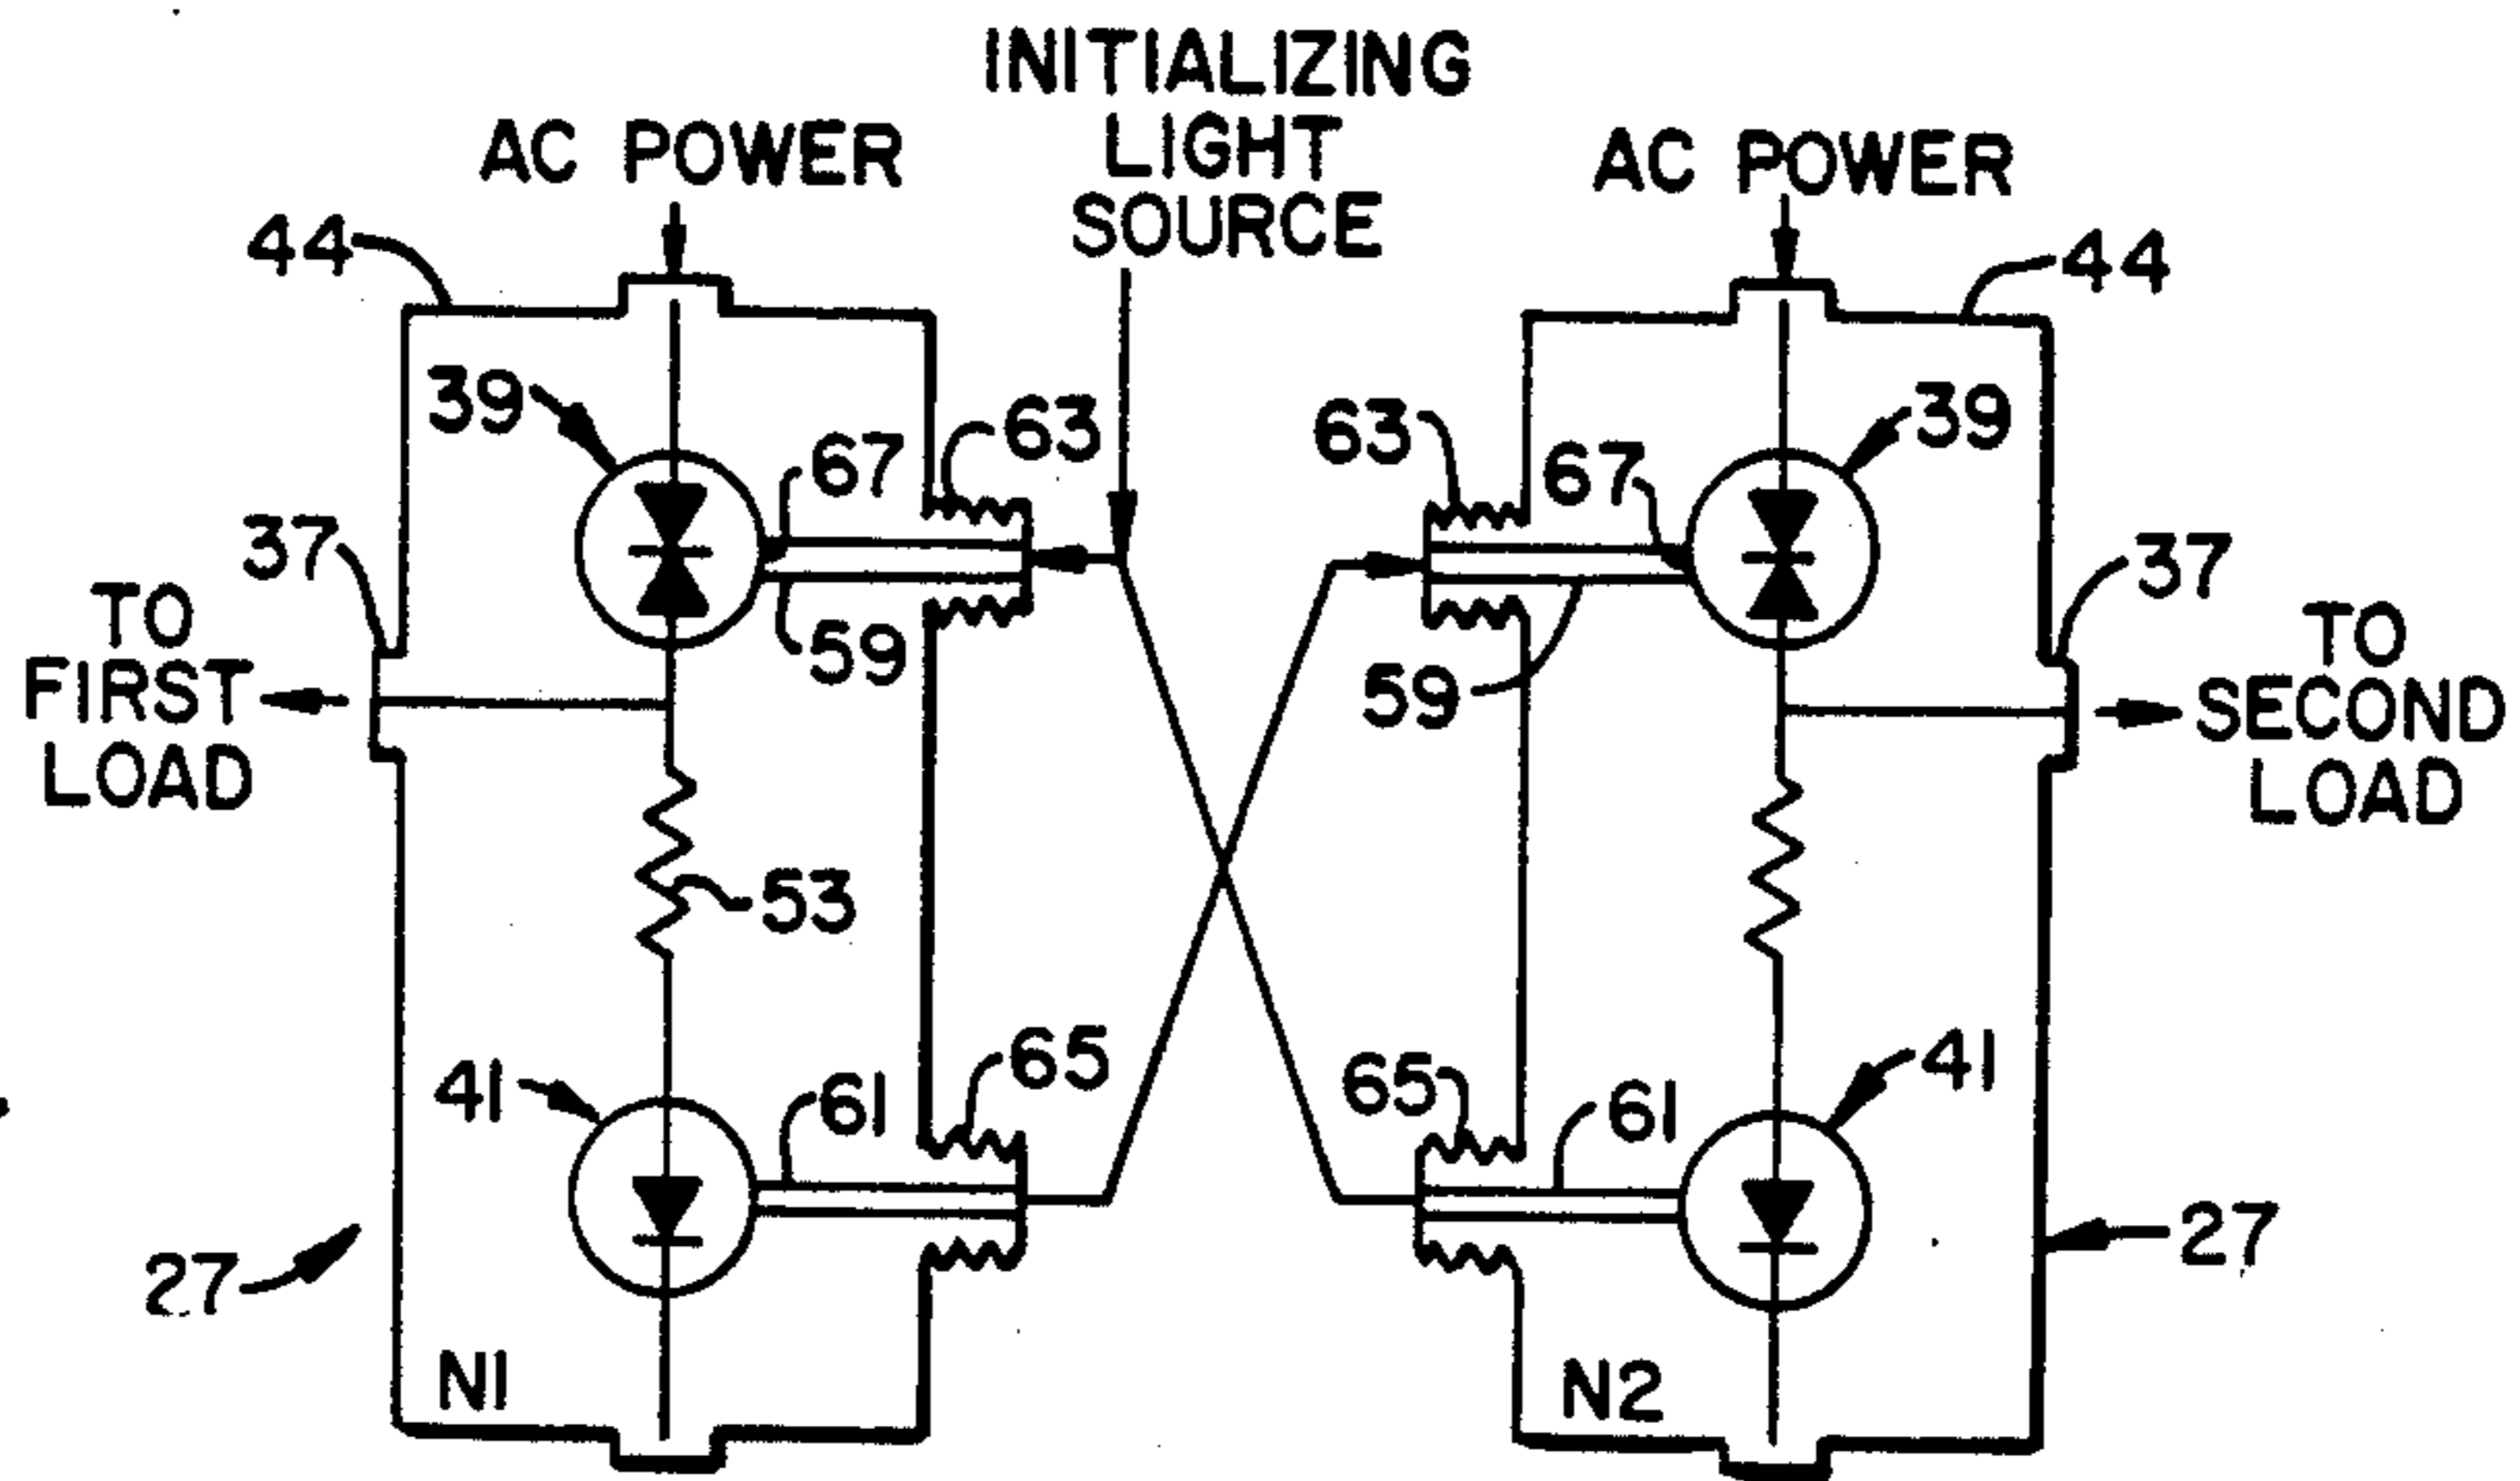 INITIALIZING
LIGHT
SOURCE
AC POWER
AC POWER
44
44
39
67
63
63
67
39
37
37
TO
FIRST
LOAD
59
59
TO
SECOND
LOAD
53
41
61
65
65
61
41
27
27
N1
N2